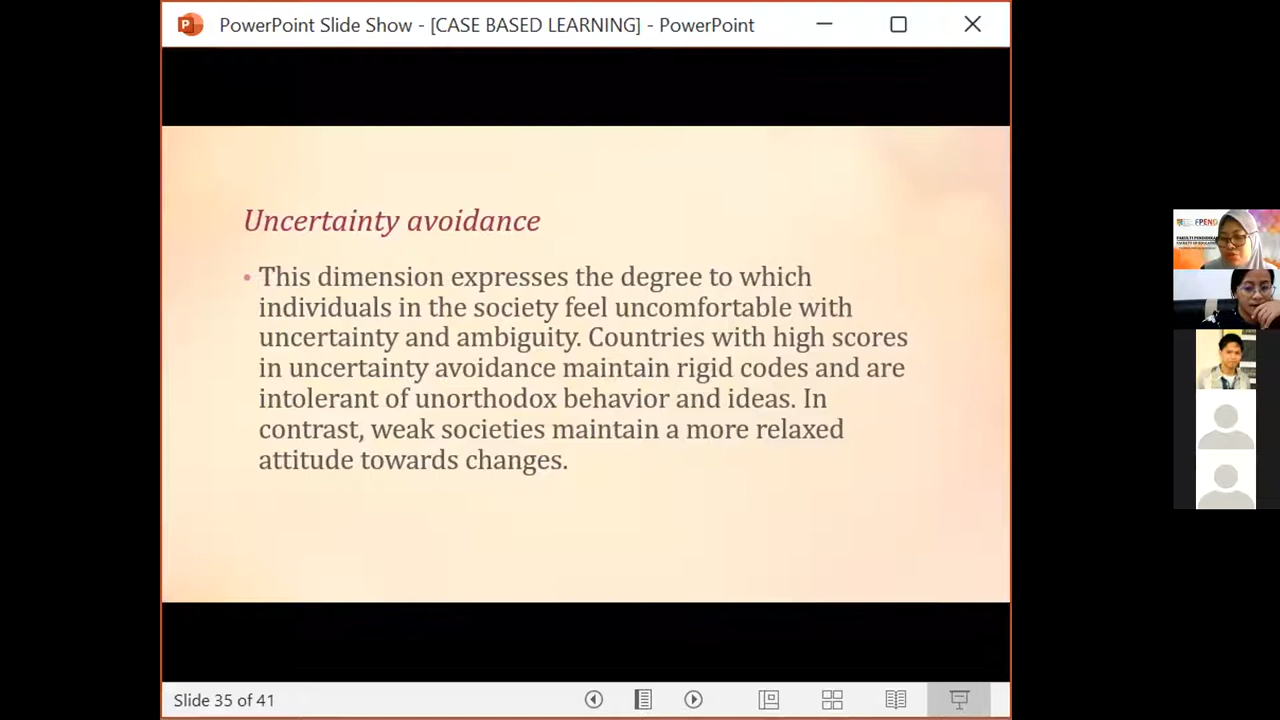 PowerPoint Slide Show - [CASE BASED LEARNING] - PowerPoint
Uncertainty avoidance
• This dimension expresses the degree to which
individuals in the society feel uncomfortable with
uncertainty and ambiguity. Countries with high scores
in uncertainty avoidance maintain rigid codes and are
intolerant of unorthodox behavior and ideas. In
contrast, weak societies maintain a more relaxed
attitude towards changes.
FPEND
Slide 35 of 41